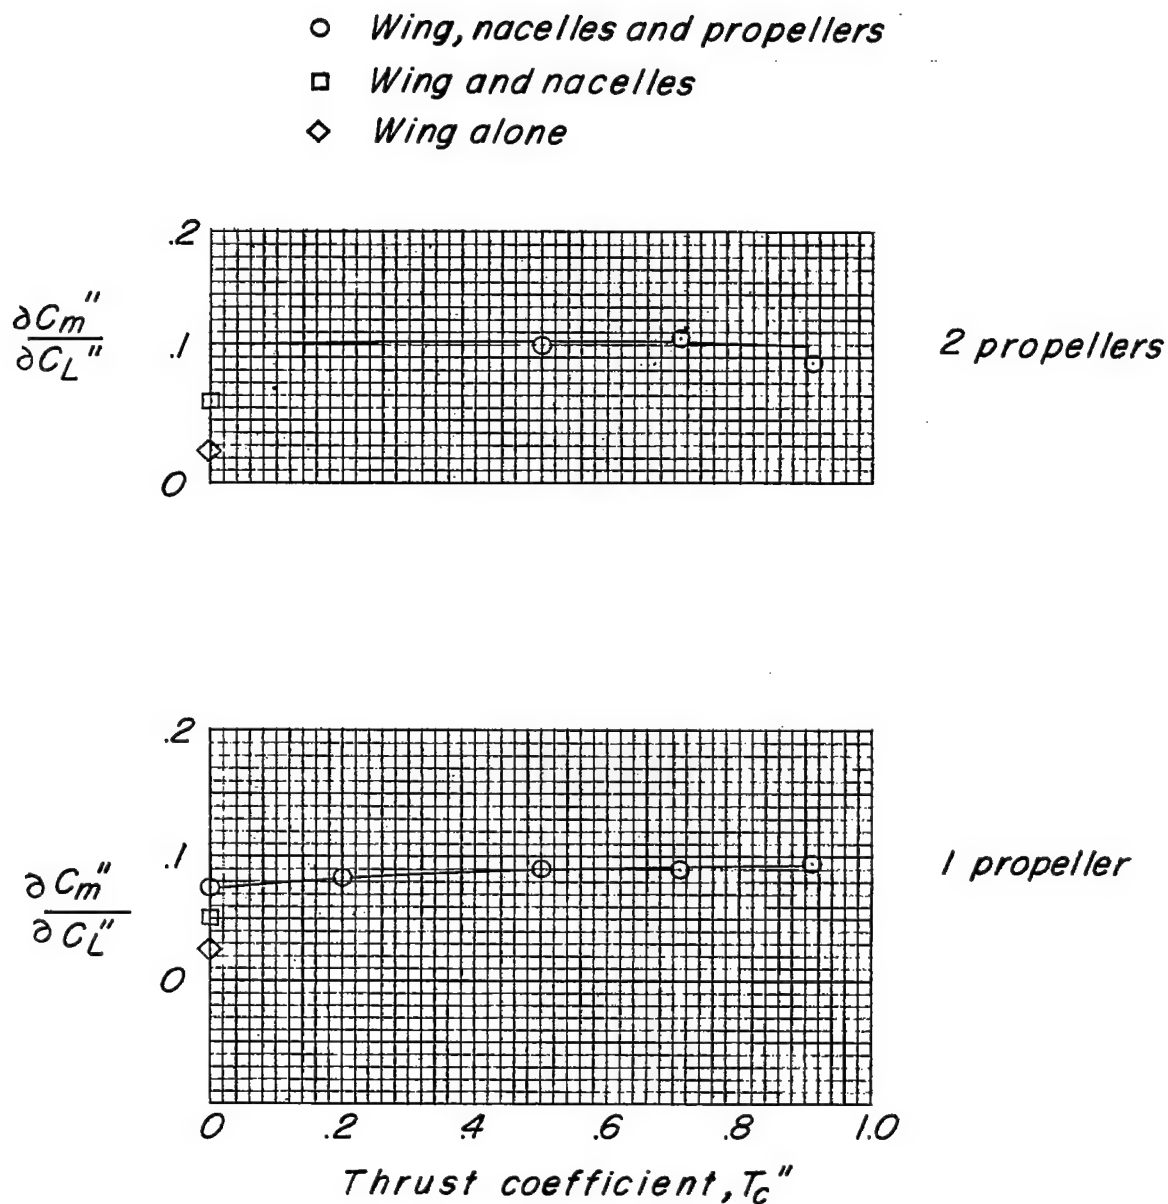 Wing, nacelles and propellers
Wing and nacelles
Wing alone
.2
∂Cm"
∂CL"
.1
0
2 propellers
.2
∂Cm"
∂CL"
.1
0
1 propeller
0 .2 .4 .6 .8 1.0
Thrust coefficient, Tc"